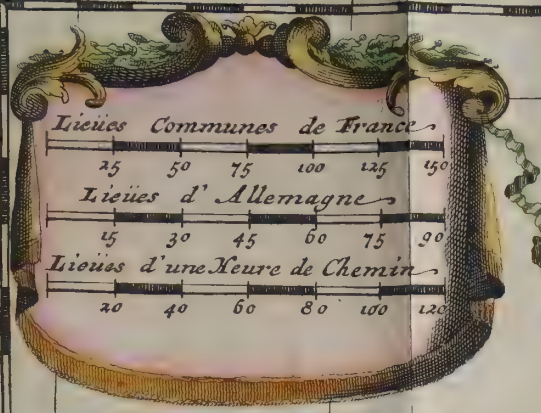 Lieües Communes de France
25 50 75 100 125 150
Lieües d'Allemagne
15 30 45 60 75 90
Lieües d'une Heure de Chemin
20 40 60 80 100 120